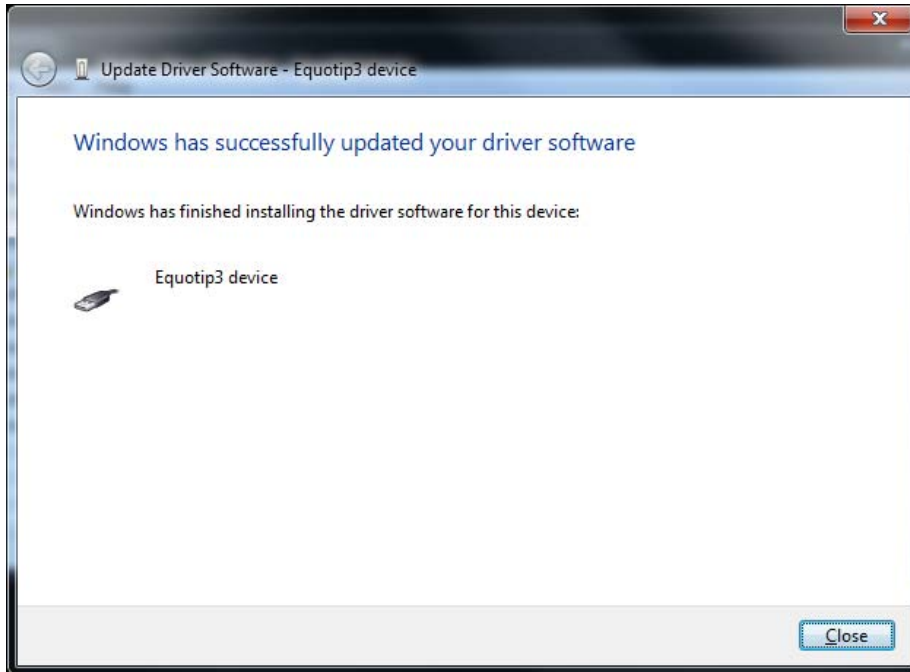 Update Driver Software - Equotip3 device
Windows has successfully updated your driver software
Windows has finished installing the driver software for this device:
Equotip3 device
Close